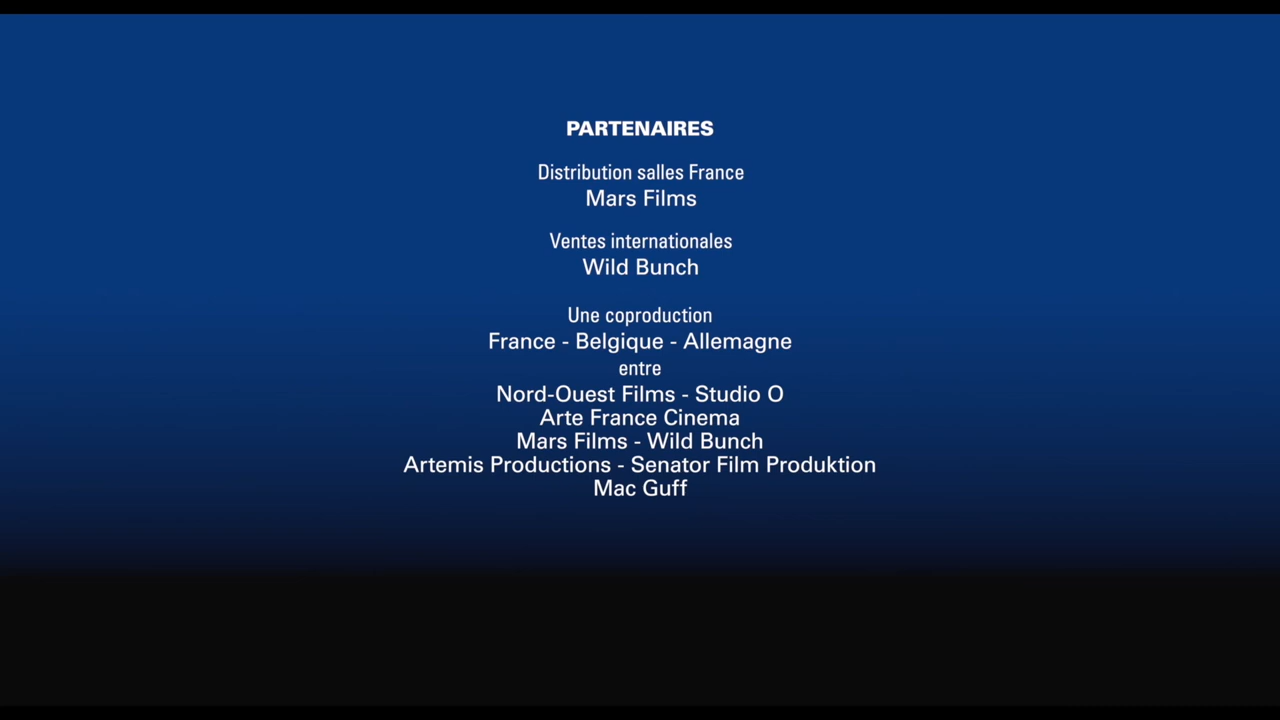 PARTENAIRES
Distribution salles France
Mars Films
Ventes internationales
Wild Bunch
Une coproduction
France - Belgique - Allemagne
entre
Nord-Ouest Films - Studio O
Arte France Cinema
Mars Films - Wild Bunch
Artemis Productions - Senator Film Produktion
Mac Guff